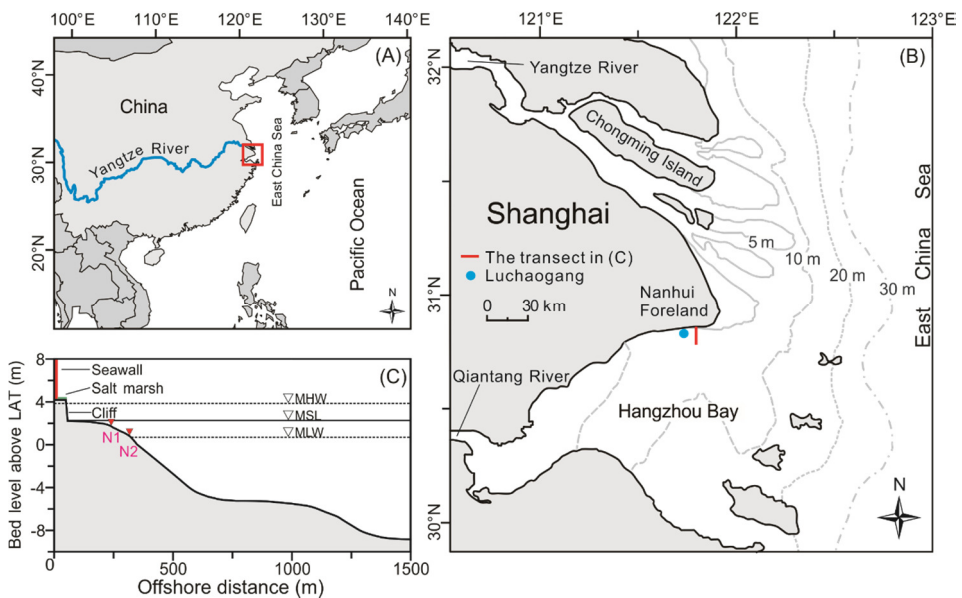 100°E 110°E 120°E 130°E 140°E
(A)
40°N
30°N
20°N
China
Yangtze River
East China Sea
Pacific Ocean
N
121°E 122°E 123°E
(B)
32°N
31°N
30°N
Yangtze River
Chongming Island
Shanghai
The transect in (C)
Luchaogang
0 30 km
Nanhui
Foreland
5 m
10 m
20 m
30 m
East China Sea
Qiantang River
Hangzhou Bay
N
(C)
Bed level above LAT (m)
8
4
0
-4
-8
Seawall
Salt marsh
Cliff
MHW
MSL
MLW
N1
N2
0 250 500 750 1000 1500
Offshore distance (m)